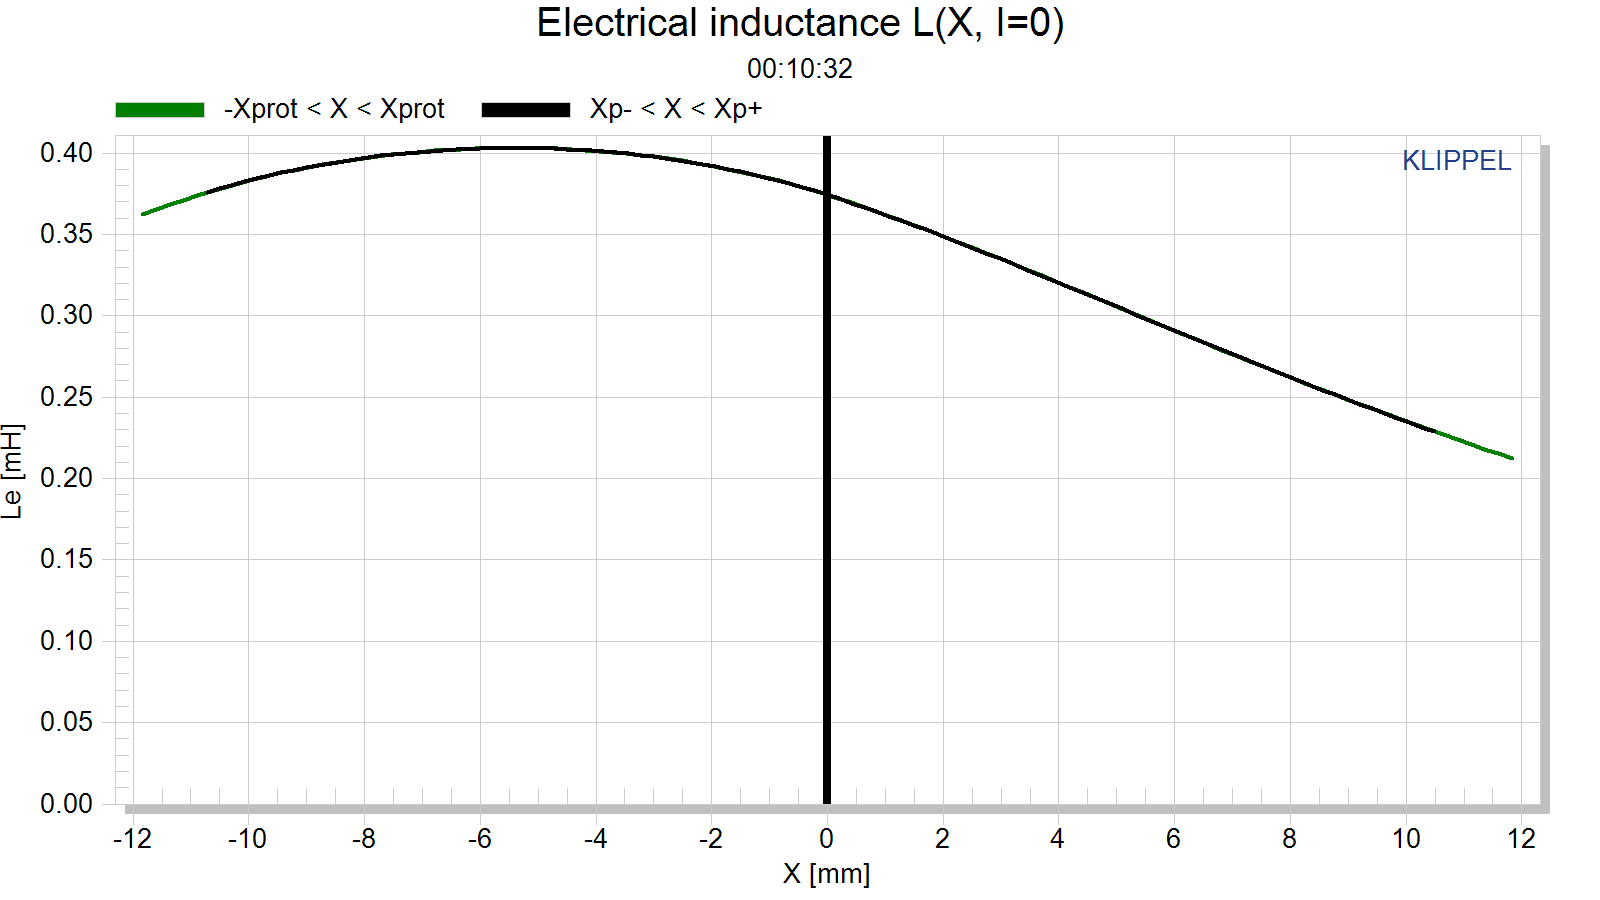 Electrical inductance L(X, I=0)
00:10:32
-Xprot < X < Xprot Xp- < X < Xp+
KLIPPEL
0.40
0.35
0.30
0.25
0.20
0.15
0.10
0.05
0.00
Le [mH]
-12 -10 -8 -6 -4 -2 0 2 4 6 8 10 12
X [mm]